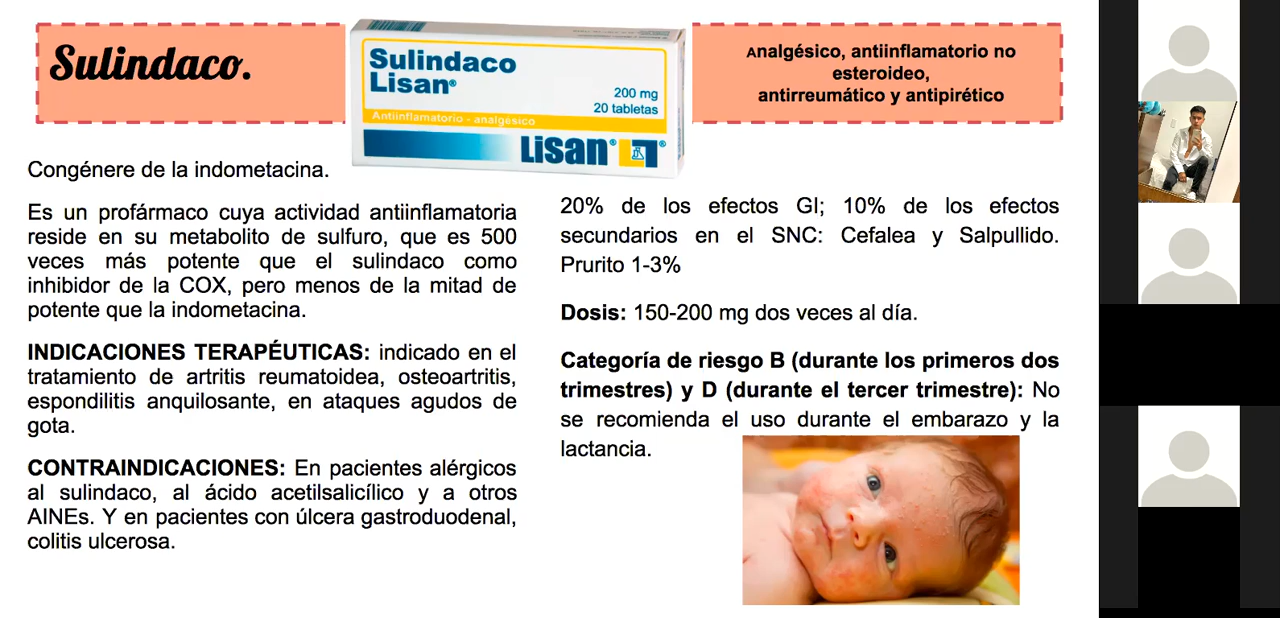 Sulindaco.
Sulindaco
Lisan®
200 mg
20 tabletas
Antiinflamatorio - analgésico
Lisan®
®
Analgésico, antiinflamatorio no
esteroideo,
antirreumático y antipirético
Congénere de la indometacina.
Es un profármaco cuya actividad antiinflamatoria
reside en su metabolito de sulfuro, que es 500
veces más potente que el sulindaco como
inhibidor de la COX, pero menos de la mitad de
potente que la indometacina.
INDICACIONES TERAPÉUTICAS: indicado en el
tratamiento de artritis reumatoidea, osteoartritis,
espondilitis anquilosante, en ataques agudos de
gota.
CONTRAINDICACIONES: En pacientes alérgicos
al sulindaco, al ácido acetilsalicílico y a otros
AINEs. Y en pacientes con úlcera gastroduodenal,
colitis ulcerosa.
20% de los efectos GI; 10% de los efectos
secundarios en el SNC: Cefalea y Salpullido.
Prurito 1-3%
Dosis: 150-200 mg dos veces al día.
Categoría de riesgo B (durante los primeros dos
trimestres) y D (durante el tercer trimestre): No
se recomienda el uso durante el embarazo y la
lactancia.